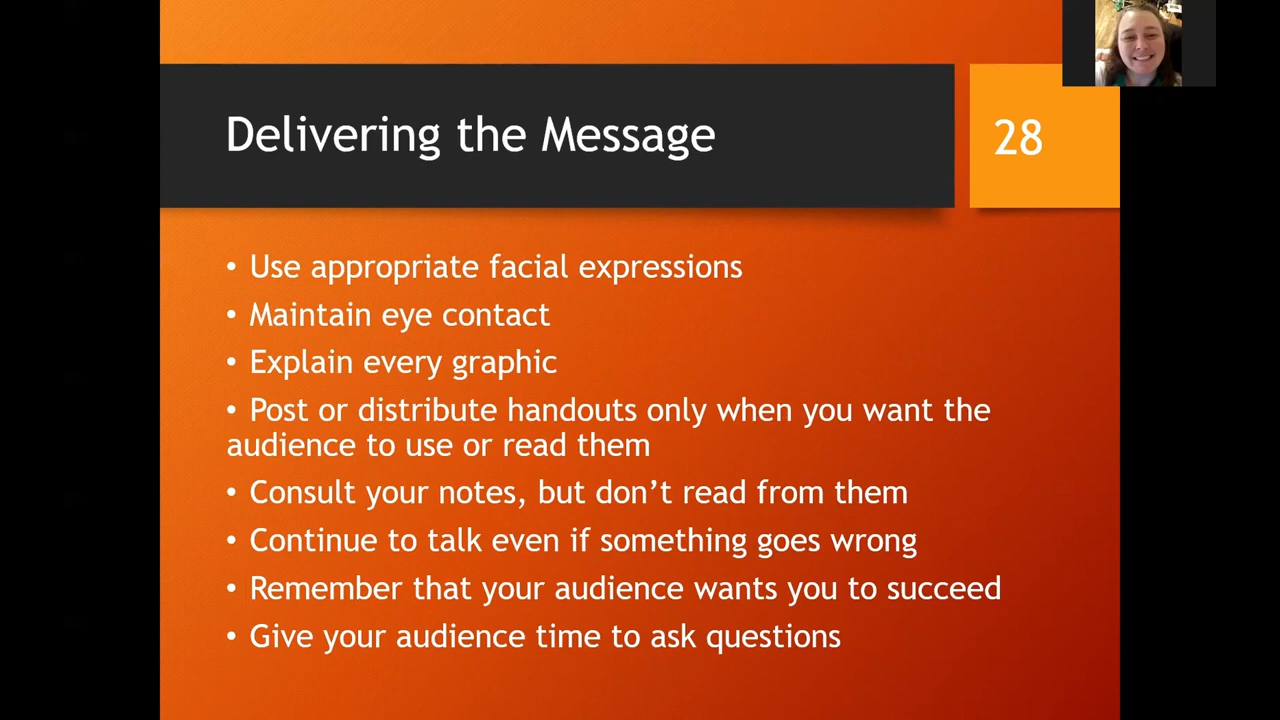 Delivering the Message
28
• Use appropriate facial expressions
• Maintain eye contact
• Explain every graphic
• Post or distribute handouts only when you want the
audience to use or read them
• Consult your notes, but don’t read from them
• Continue to talk even if something goes wrong
• Remember that your audience wants you to succeed
• Give your audience time to ask questions